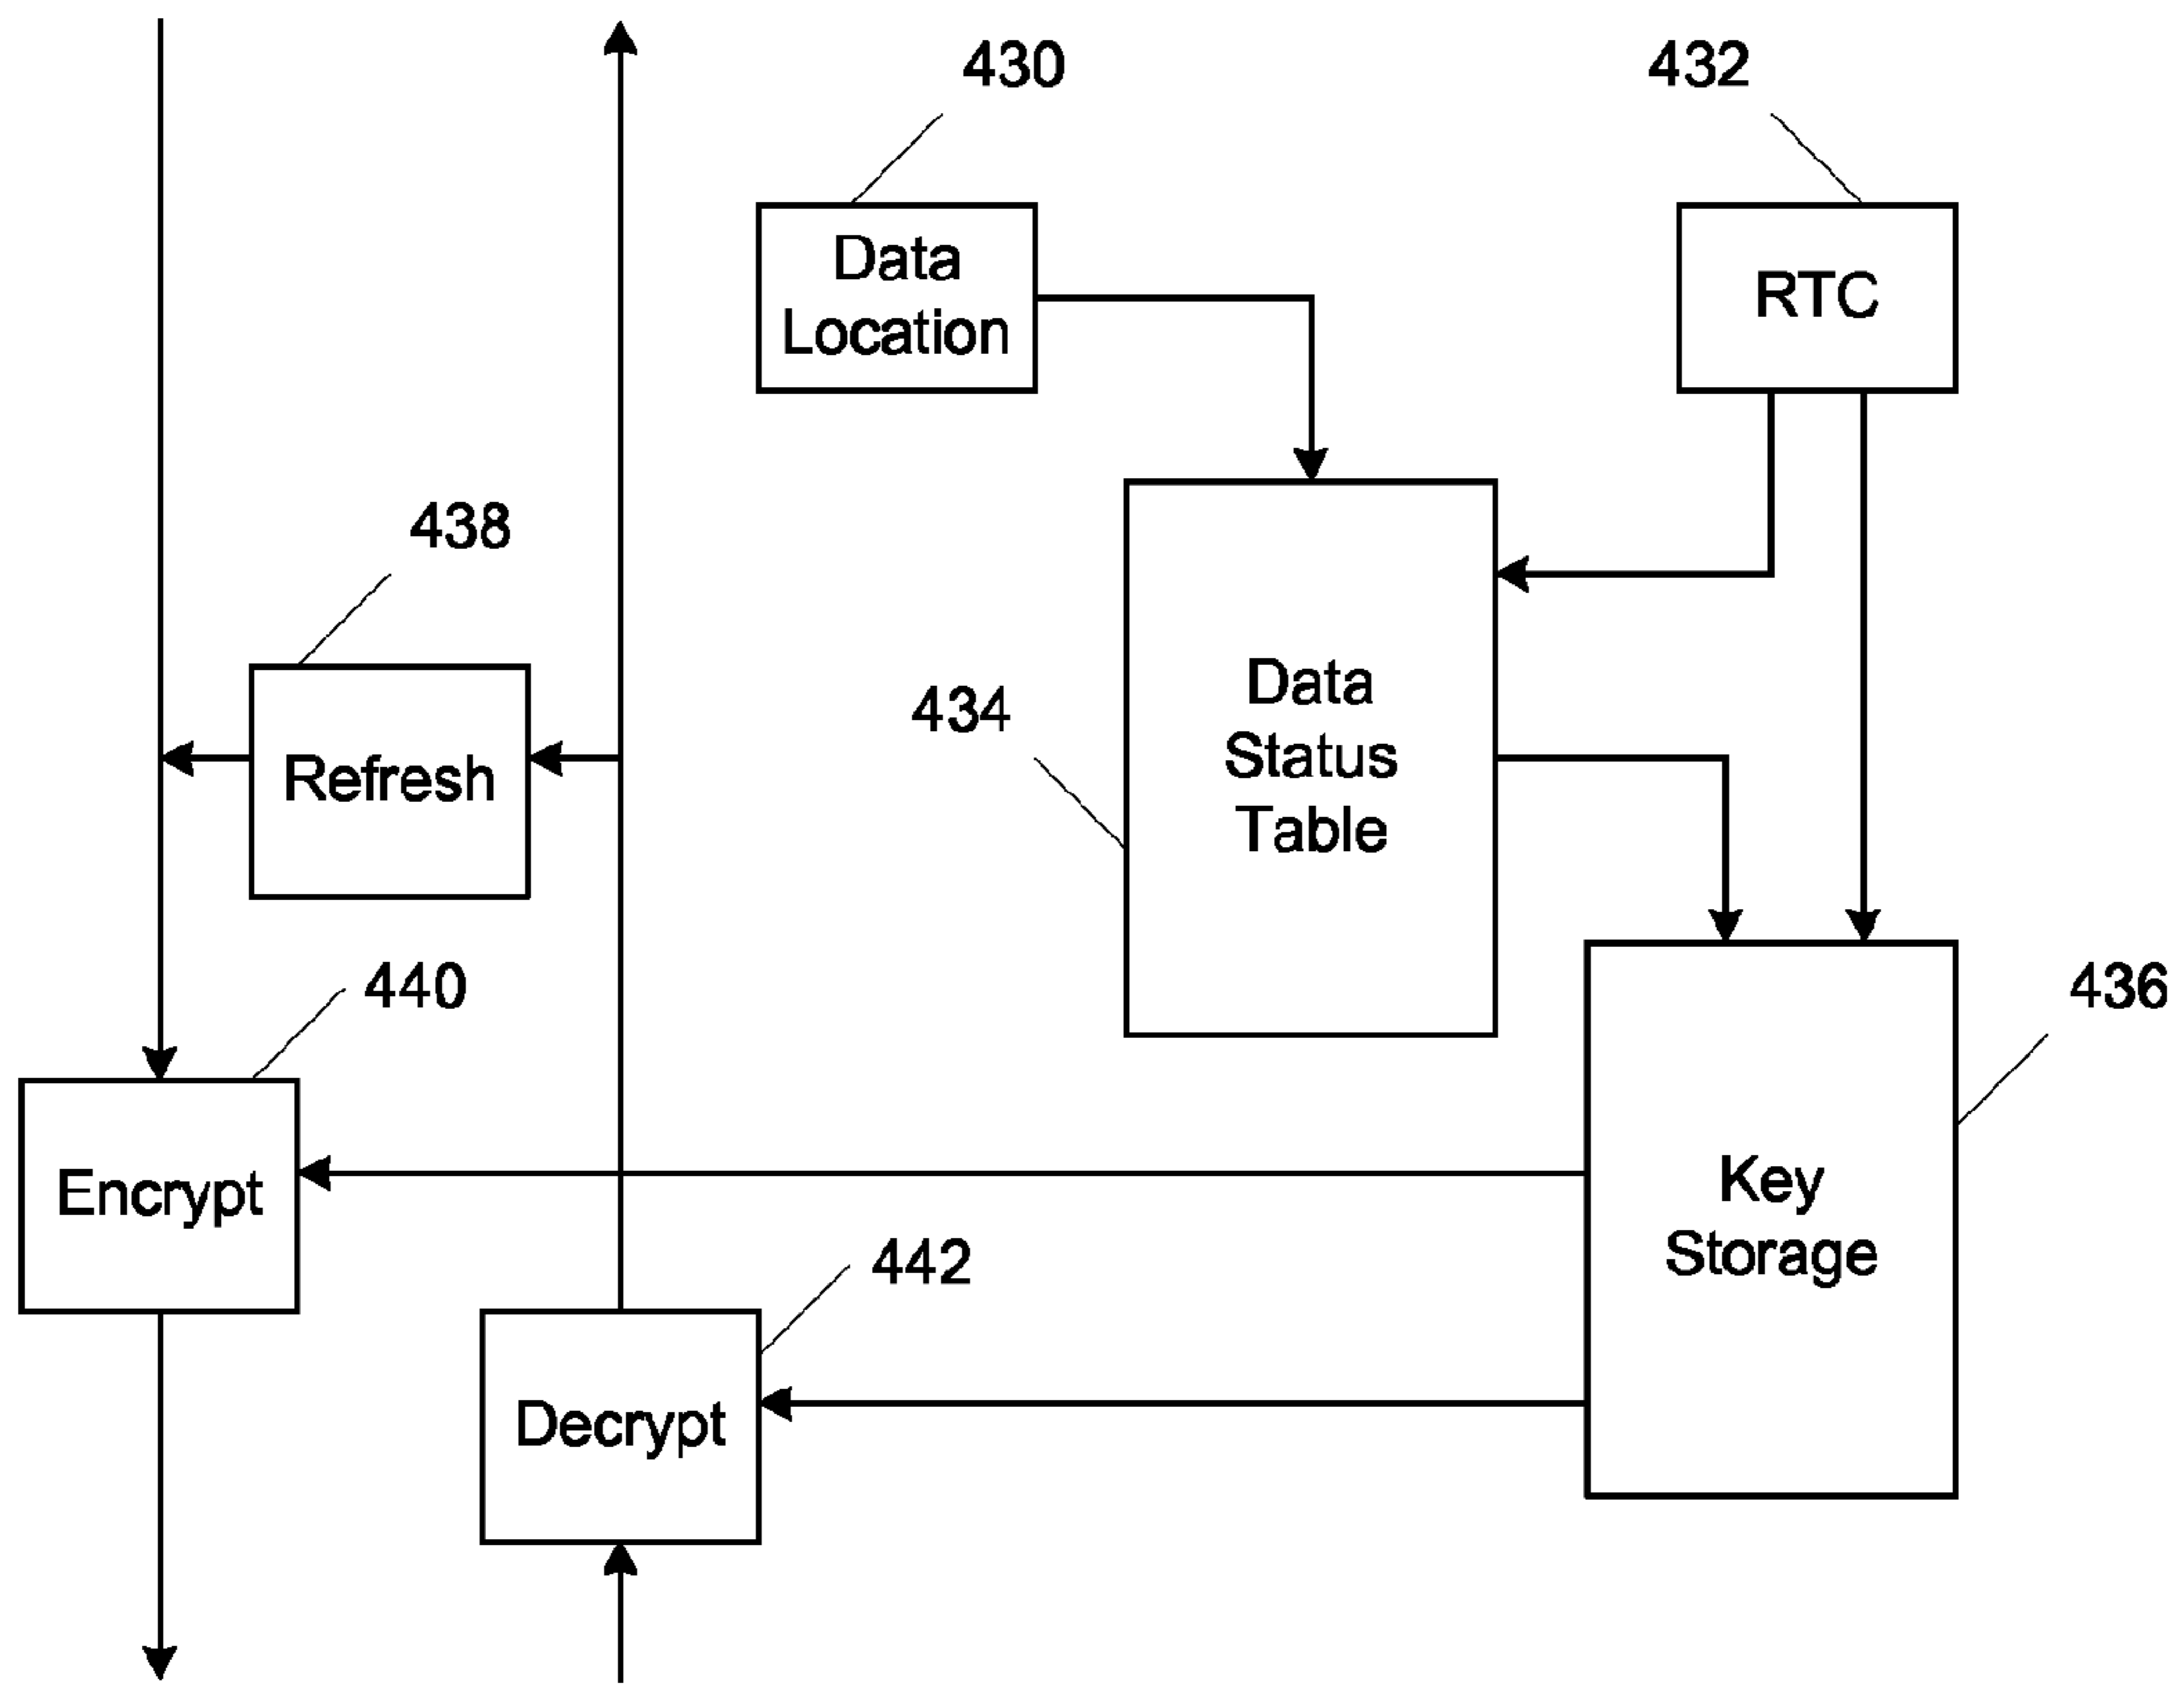 430
432
Data
Location
RTC
438
434
Data
Status
Table
Refresh
440
436
Encrypt
Key
Storage
442
Decrypt